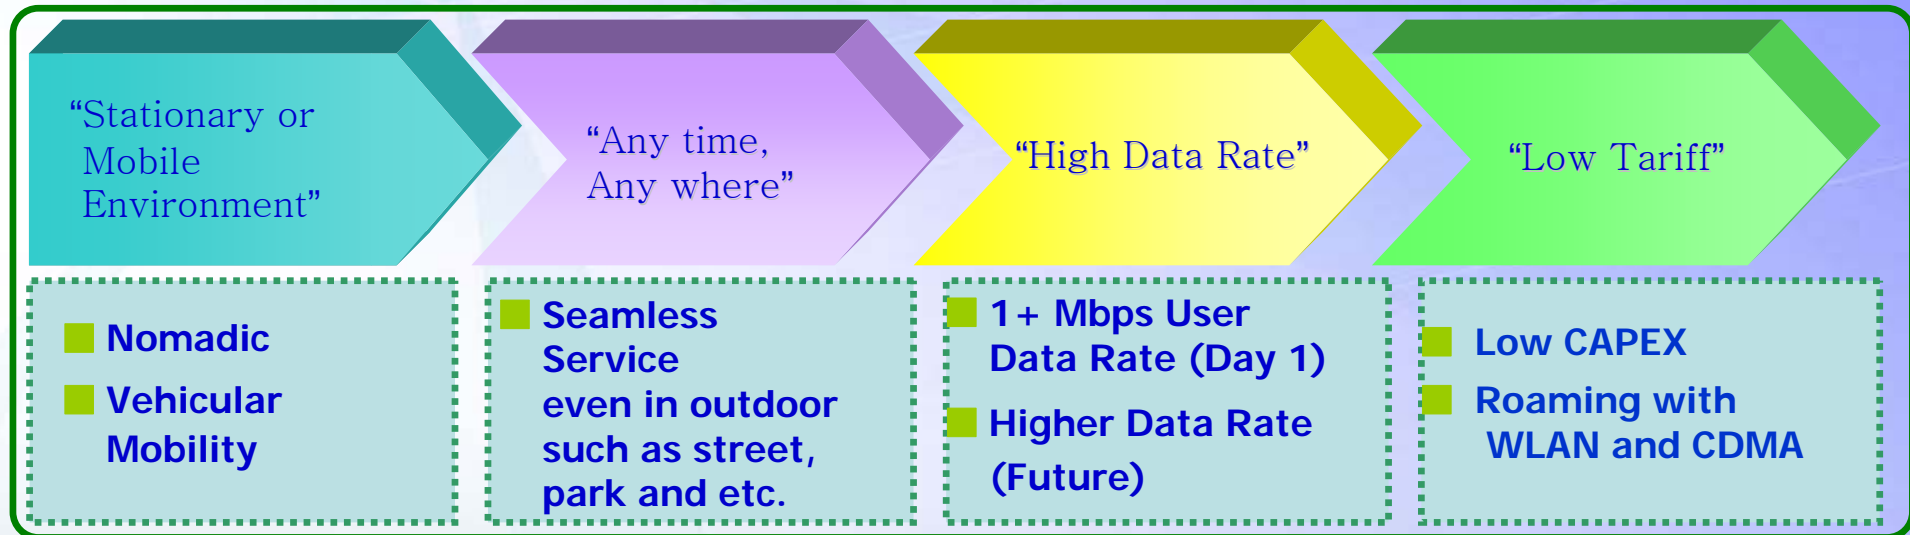 “Stationary or
Mobile
Environment”
“Any time,
Any where”
“High Data Rate”
“Low Tariff”
Nomadic
Vehicular
Mobility
Seamless
Service
even in outdoor
such as street,
park and etc.
1+ Mbps User
Data Rate (Day 1)
Higher Data Rate
(Future)
Low CAPEX
Roaming with
WLAN and CDMA